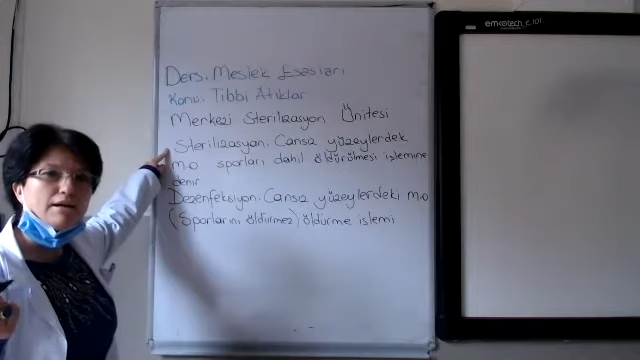 Ders. Meslek Esasları
Konu. Tıbbi Atıklar
Merkezi Sterilizasyon Ünitesi
Sterilizasyon. Cansız yüzeylerdek
m.o sporları dahil öldürülmesi işlemine
denir
Dezenfeksiyon. Cansız yüzeylerdeki m.o
(Sporlarını öldürmez) öldürme işlemi
emkotech